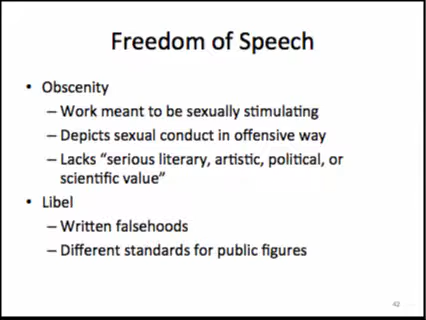 Freedom of Speech
• Obscenity
– Work meant to be sexually stimulating
– Depicts sexual conduct in offensive way
– Lacks “serious literary, artistic, political, or
scientific value”
• Libel
– Written falsehoods
– Different standards for public figures
42